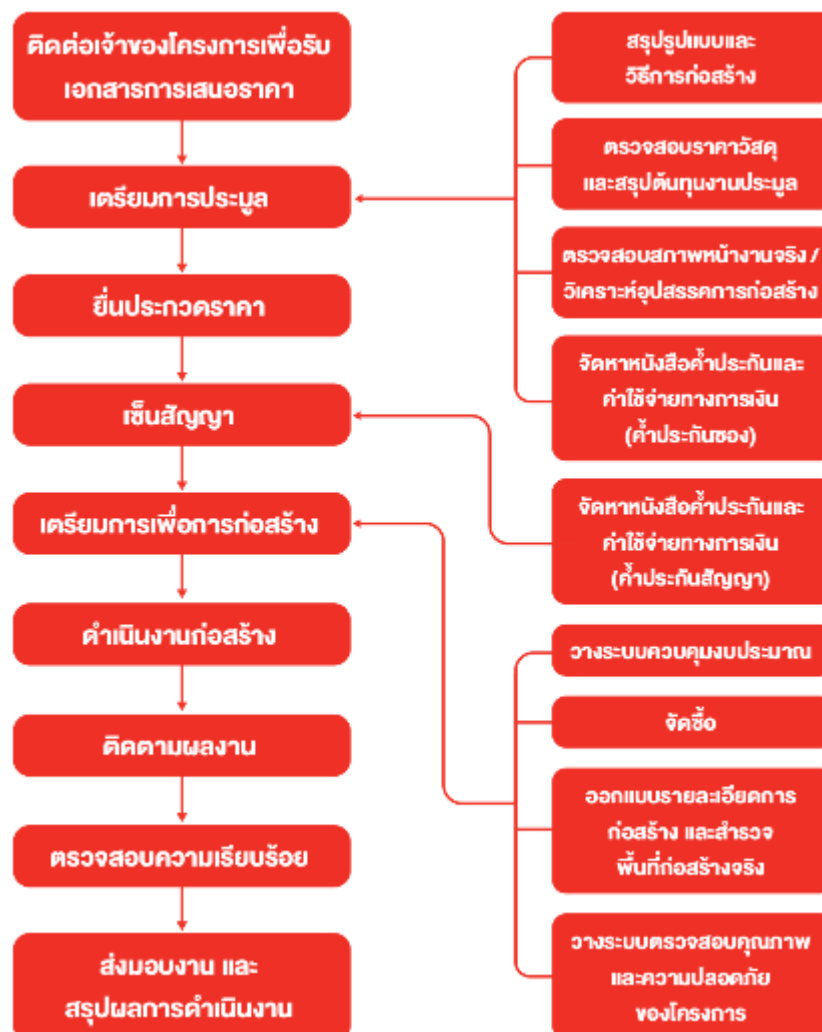 ติดต่อเจ้าของโครงการเพื่อรับ
เอกสารการเสนอราคา
เตรียมการประมูล
ยื่นประกวดราคา
เซ็นสัญญา
เตรียมการเพื่อการก่อสร้าง
ดำเนินงานก่อสร้าง
ติดตามผลงาน
ตรวจสอบความเรียบร้อย
ส่งมอบงาน และ
สรุปผลการดำเนินงาน
สรุปรูปแบบและ
วิธีการก่อสร้าง
ตรวจสอบราคาวัสดุ
และสรุปต้นทุนงานประมูล
ตรวจสอบสภาพหน้างานจริง /
วิเคราะห์อุปสรรคการก่อสร้าง
จัดหาหนังสือค้ำประกันและ
ค่าใช้จ่ายทางการเงิน
(ค้ำประกันซอง)
จัดหาหนังสือค้ำประกันและ
ค่าใช้จ่ายทางการเงิน
(ค้ำประกันสัญญา)
วางระบบควบคุมงบประมาณ
จัดซื้อ
ออกแบบรายละเอียดการ
ก่อสร้าง และสำรวจ
พื้นที่ก่อสร้างจริง
วางระบบตรวจสอบคุณภาพ
และความปลอดภัย
ของโครงการ